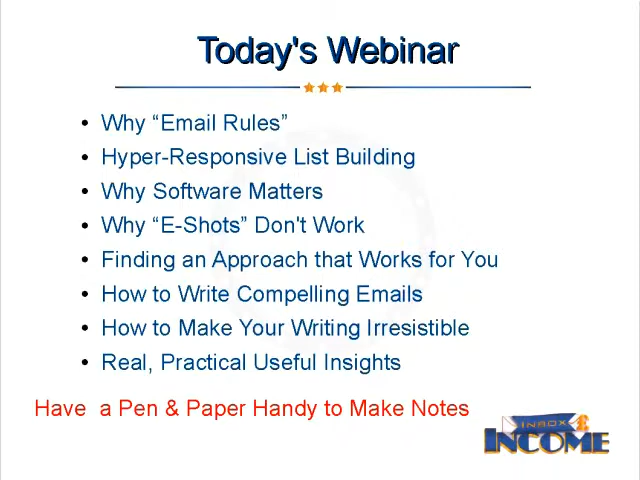 Today's Webinar
• Why “Email Rules”
• Hyper-Responsive List Building
• Why Software Matters
• Why “E-Shots” Don't Work
• Finding an Approach that Works for You
• How to Write Compelling Emails
• How to Make Your Writing Irresistible
• Real, Practical Useful Insights
Have a Pen & Paper Handy to Make Notes
INBOX £
INCOME